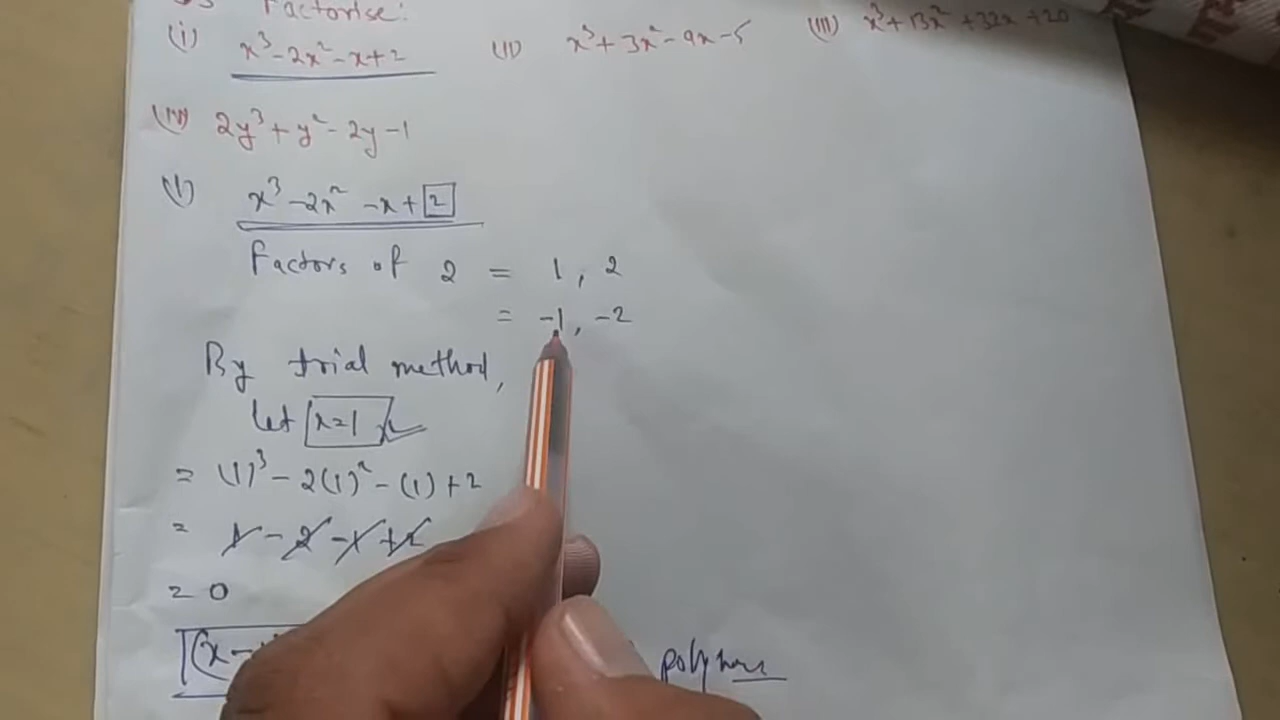 Factorise:
(i) x³-2x²-x+2 (ii) x³+3x²-9x-5 (iii) x³+13x²+32x+20
(iv) 2y³+y²-2y-1
(i) x³-2x²-x+2
Factors of 2 = 1, 2
= -1, -2
By trial method,
let x=1
= (1)³-2(1)²-(1)+2
= 1-2-1+2
= 0
(x-